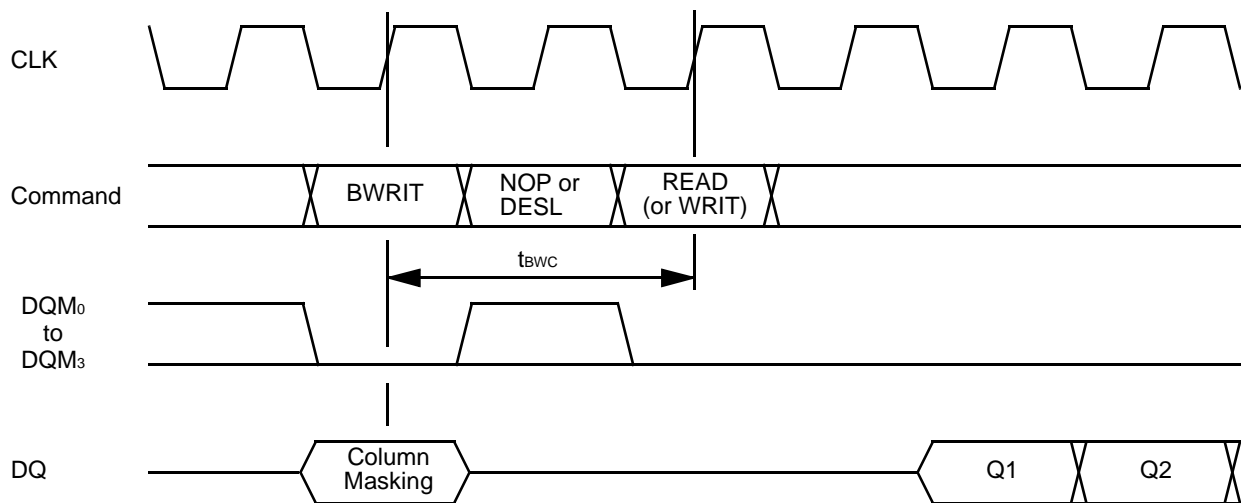 CLK
Command
BWRIT
NOP or
DESL
READ
(or WRIT)
tBWC
DQM0
to
DQM3
DQ
Column
Masking
Q1
Q2